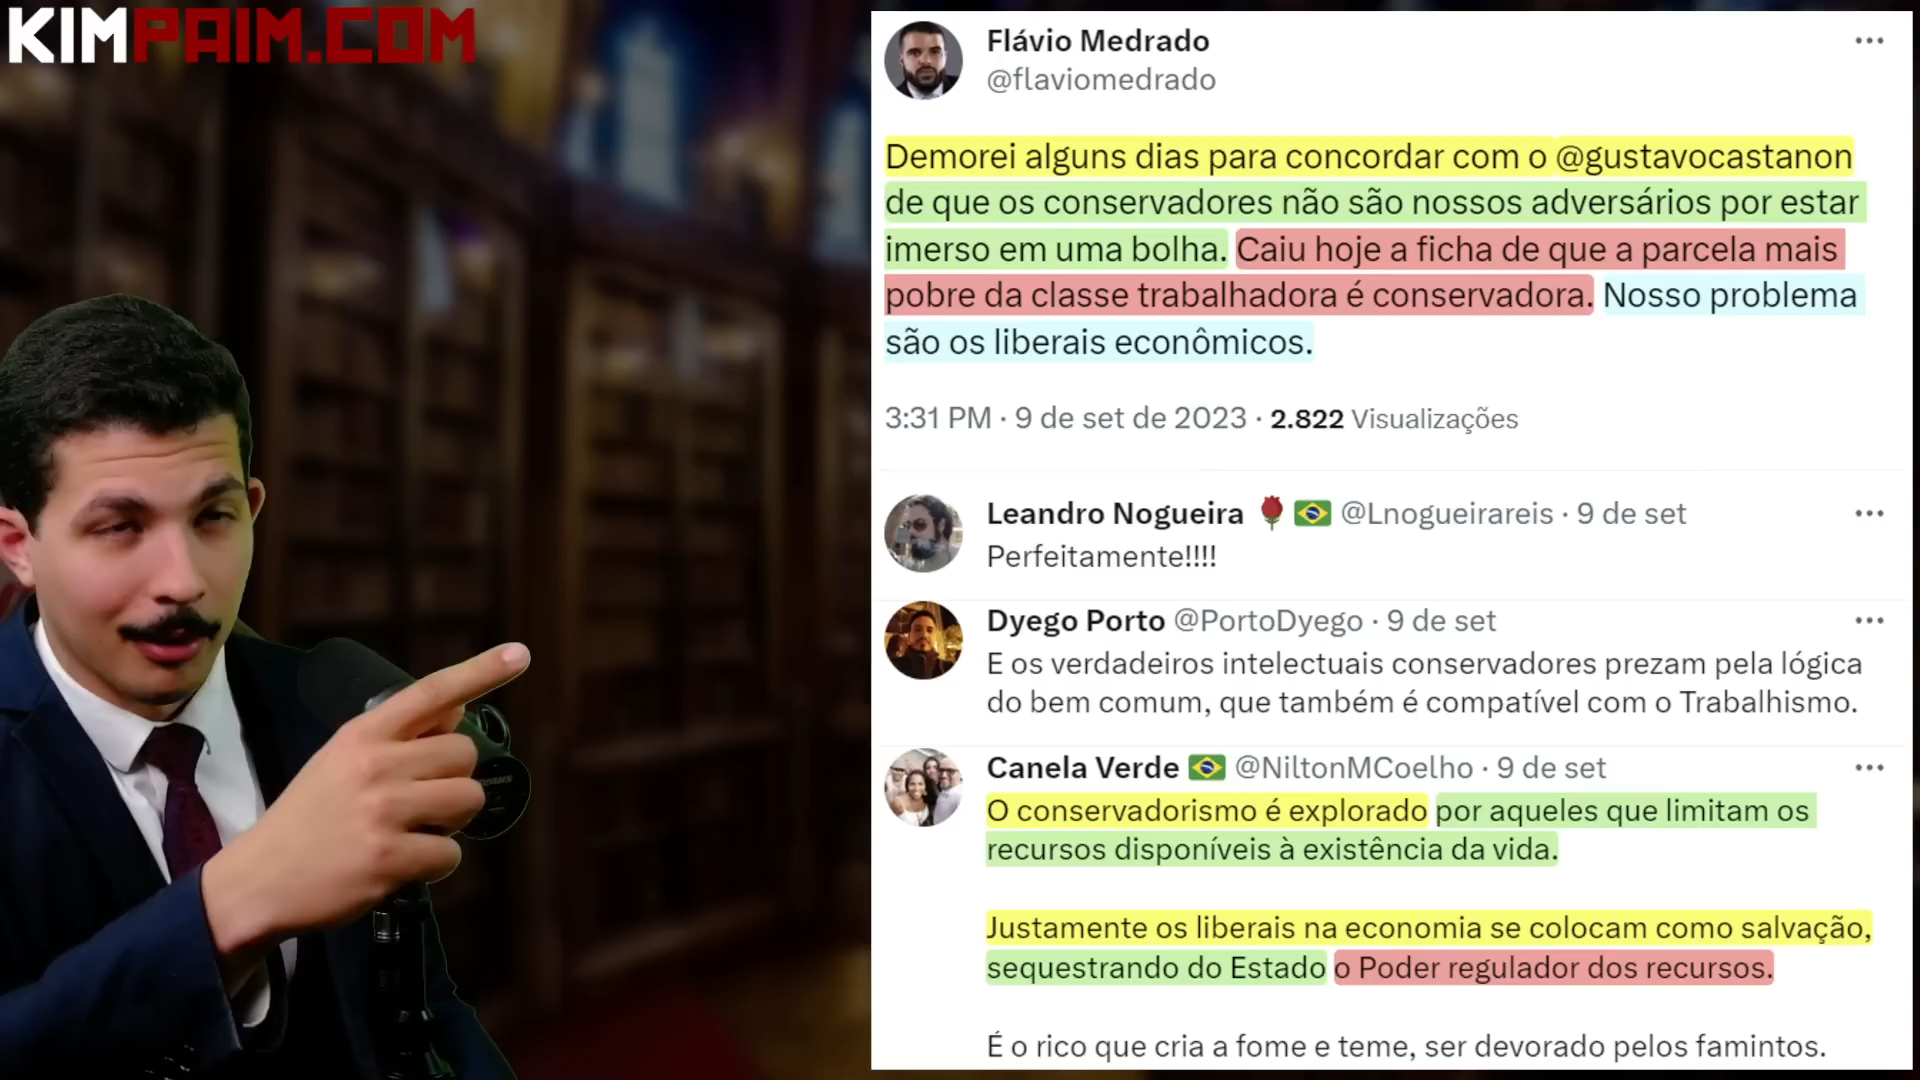 KIMPAIM.COM
Flávio Medrado
@flaviomedrado
Demorei alguns dias para concordar com o @gustavocastanon
de que os conservadores não são nossos adversários por estar
imerso em uma bolha. Caiu hoje a ficha de que a parcela mais
pobre da classe trabalhadora é conservadora. Nosso problema
são os liberais econômicos.
3:31 PM · 9 de set de 2023 · 2.822 Visualizações
Leandro Nogueira 🌹🇧🇷 @Lnogueirareis · 9 de set
Perfeitamente!!!!
Dyego Porto @PortoDyego · 9 de set
E os verdadeiros intelectuais conservadores prezam pela lógica
do bem comum, que também é compatível com o Trabalhismo.
Canela Verde 🇧🇷 @NiltonMCoelho · 9 de set
O conservadorismo é explorado por aqueles que limitam os
recursos disponíveis à existência da vida.
Justamente os liberais na economia se colocam como salvação,
sequestrando do Estado o Poder regulador dos recursos.
É o rico que cria a fome e teme, ser devorado pelos famintos.